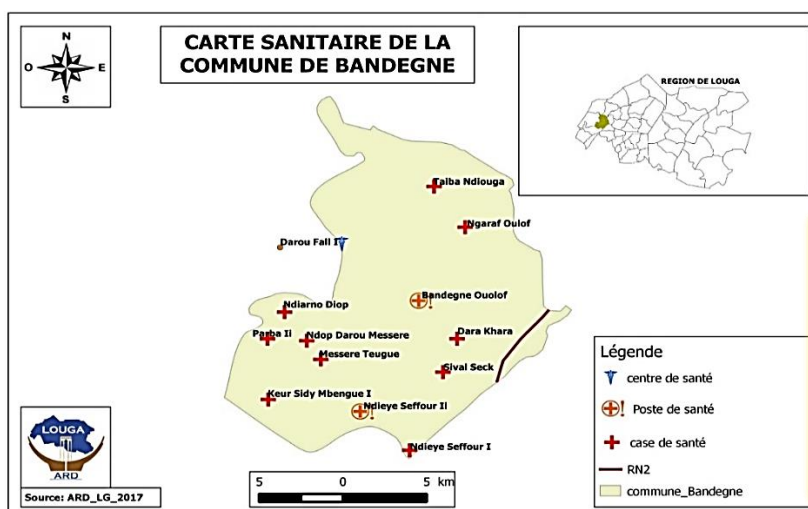 N
O E
S
CARTE SANITAIRE DE LA
COMMUNE DE BANDEGNE
REGION DE LOUGA
Taiba Ndiouga
Ngaraf Oulof
Darou Fall I
Bandegne Ouolof
Ndiarno Diop
Parba Ii
Ndop Darou Messere
Dara Khara
Messere Teugue
Sival Seck
Keur Sidy Mbengue I
Ndieye Seffour Ii
Ndieye Seffour I
Légende
centre de santé
Poste de santé
case de santé
RN2
commune_Bandegne
LOUGA
ARD
Source: ARD_LG_2017
5 0 5 km